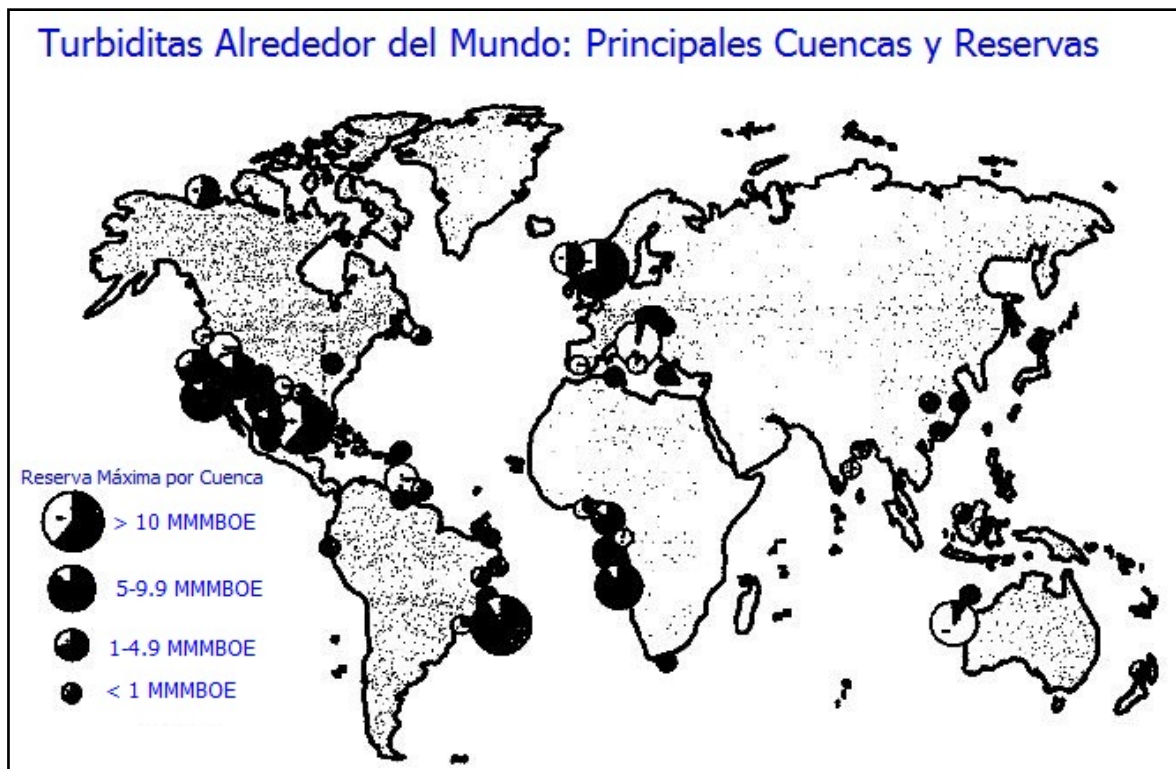 Turbiditas Alrededor del Mundo: Principales Cuencas y Reservas
Reserva Máxima por Cuenca
> 10 MMMBOE
5-9.9 MMMBOE
1-4.9 MMMBOE
< 1 MMMBOE